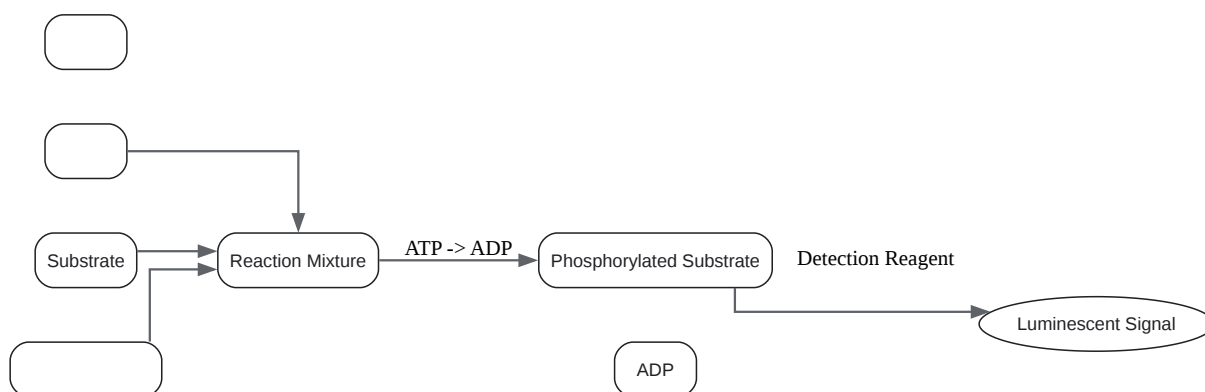 Substrate
Reaction Mixture
ATP -> ADP
Phosphorylated Substrate
Detection Reagent
Luminescent Signal
ADP